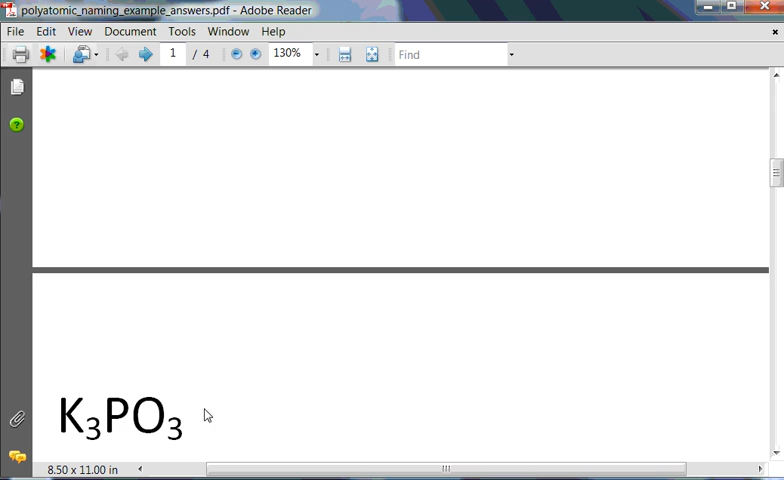 polyatomic_naming_example_answers.pdf - Adobe Reader
File Edit View Document Tools Window Help
1 / 4 130% Find
K₃PO₃
8.50 x 11.00 in